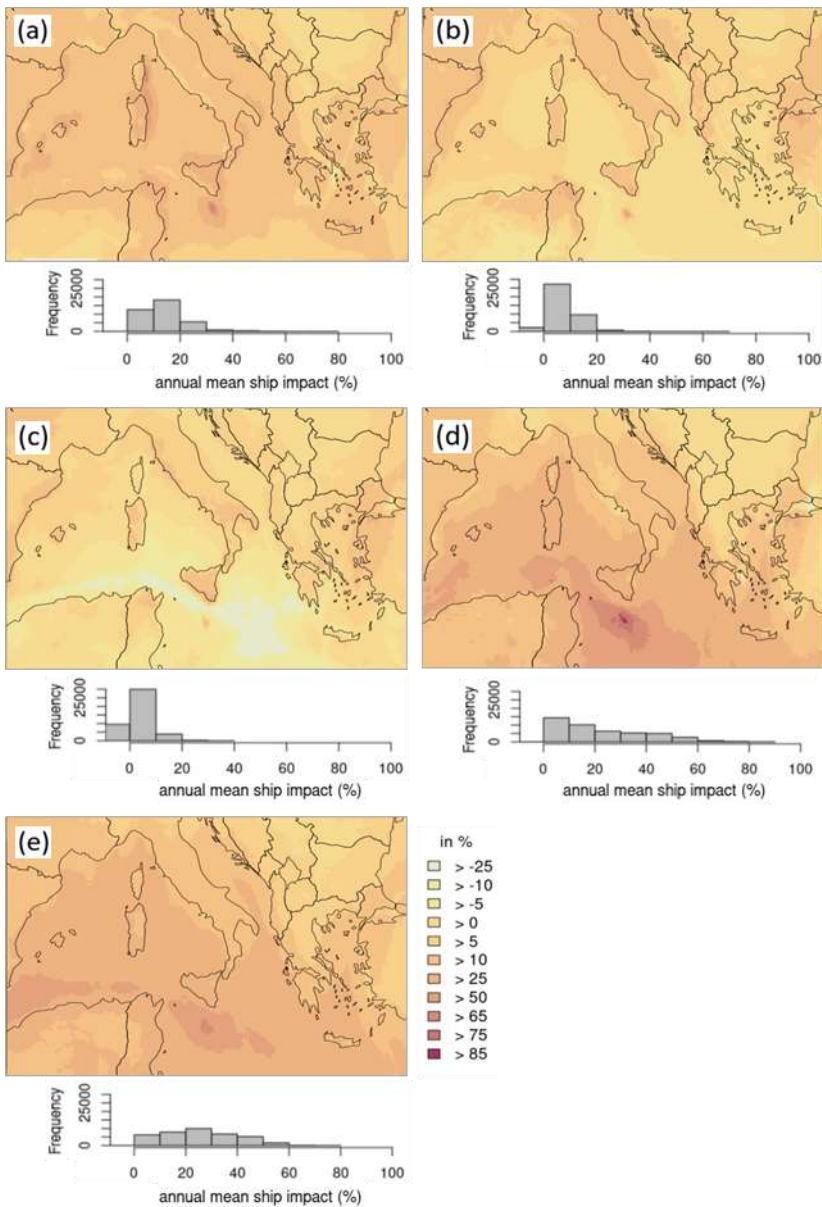 (a)
(b)
Frequency
0 25000
0 20 40 60 80 100
annual mean ship impact (%)
Frequency
0 25000
0 20 40 60 80 100
annual mean ship impact (%)
(c)
(d)
Frequency
0 25000
0 20 40 60 80 100
annual mean ship impact (%)
Frequency
0 25000
0 20 40 60 80 100
annual mean ship impact (%)
(e)
in %
> -25
> -10
> -5
> 0
> 5
> 10
> 25
> 50
> 65
> 75
> 85
Frequency
0 25000
0 20 40 60 80 100
annual mean ship impact (%)